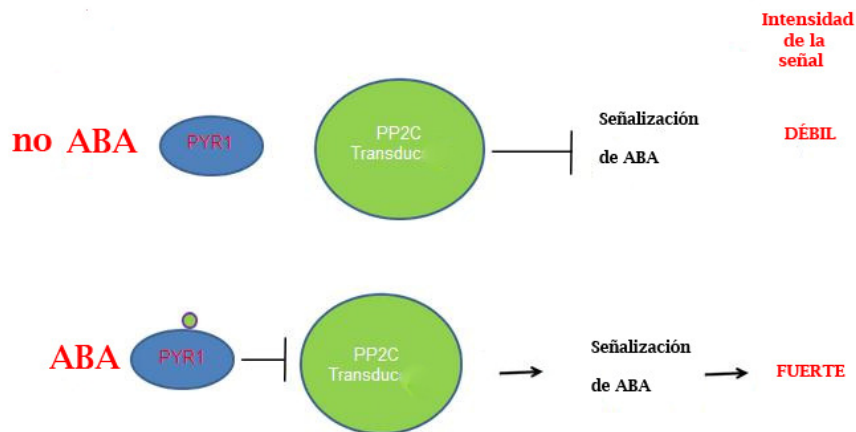 Intensidad
de la
señal
no ABA
PYR1
PP2C
Señalización
de ABA
DÉBIL
ABA
PYR1
PP2C
Señalización
de ABA
FUERTE